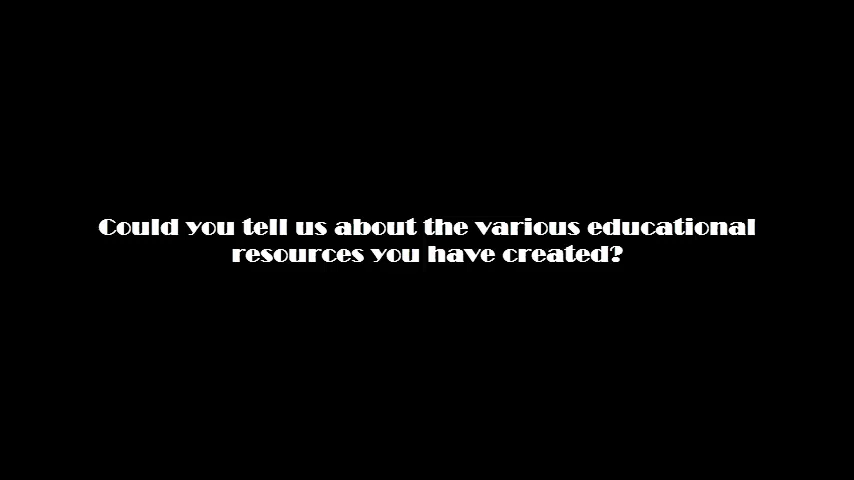 Could you tell us about the various educational
resources you have created?